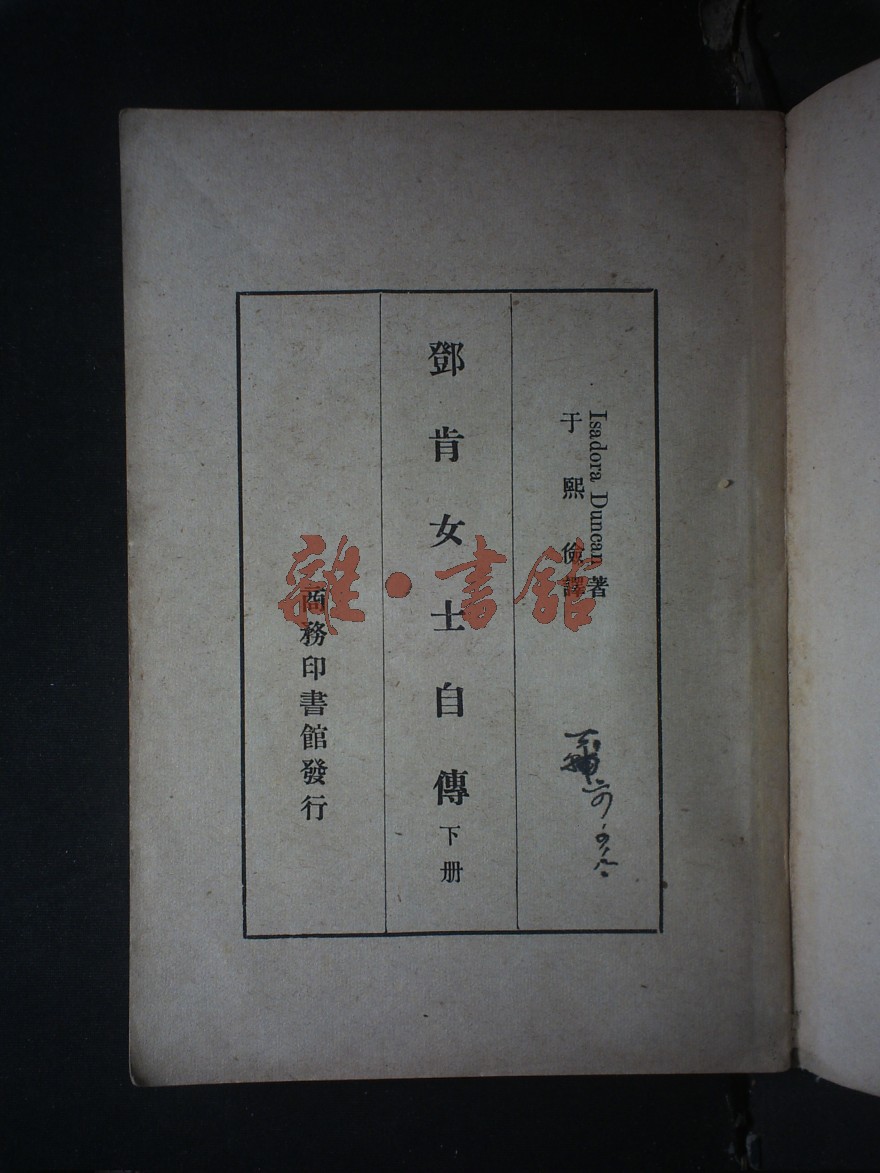 Isadora Duncan 著
于熙儉譯
鄧肯女士自傳 下册
商務印書館發行
雜·書館